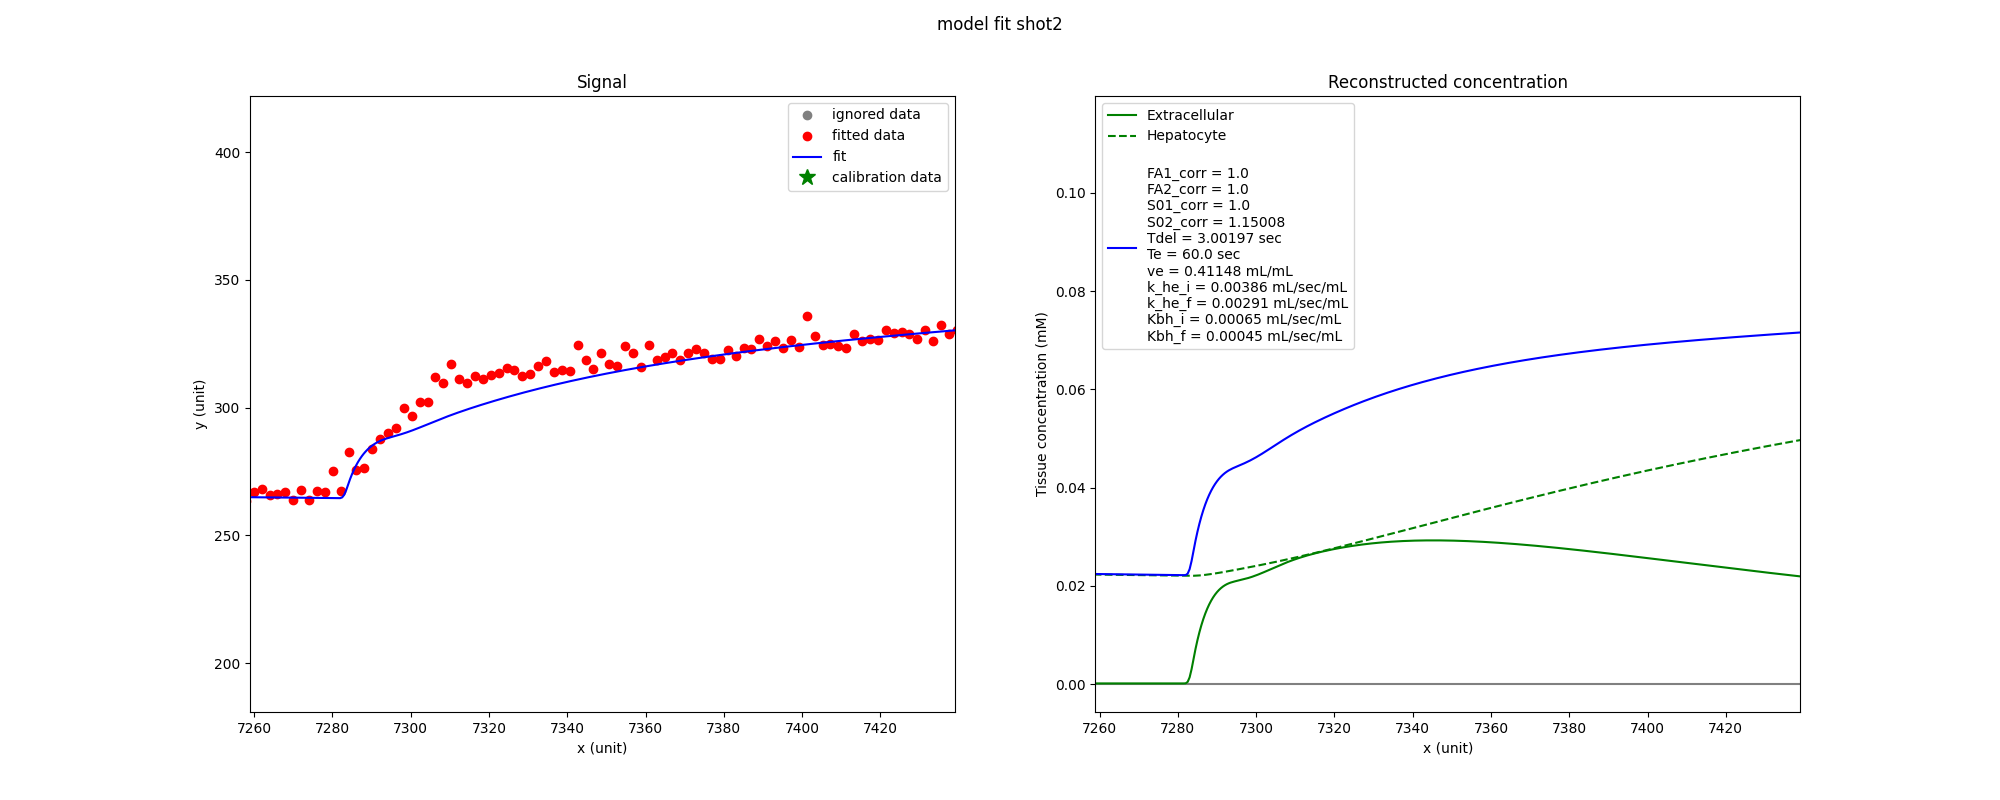 model fit shot2
Signal
ignored data
fitted data
fit
calibration data
400
350
300
250
200
y (unit)
7260 7280 7300 7320 7340 7360 7380 7400 7420
x (unit)
Reconstructed concentration
Extracellular
Hepatocyte
FA1_corr = 1.0
FA2_corr = 1.0
S01_corr = 1.0
S02_corr = 1.15008
Tdel = 3.00197 sec
Te = 60.0 sec
ve = 0.41148 mL/mL
k_he_i = 0.00386 mL/sec/mL
k_he_f = 0.00291 mL/sec/mL
Kbh_i = 0.00065 mL/sec/mL
Kbh_f = 0.00045 mL/sec/mL
0.10
0.08
0.06
0.04
0.02
0.00
Tissue concentration (mM)
7260 7280 7300 7320 7340 7360 7380 7400 7420
x (unit)